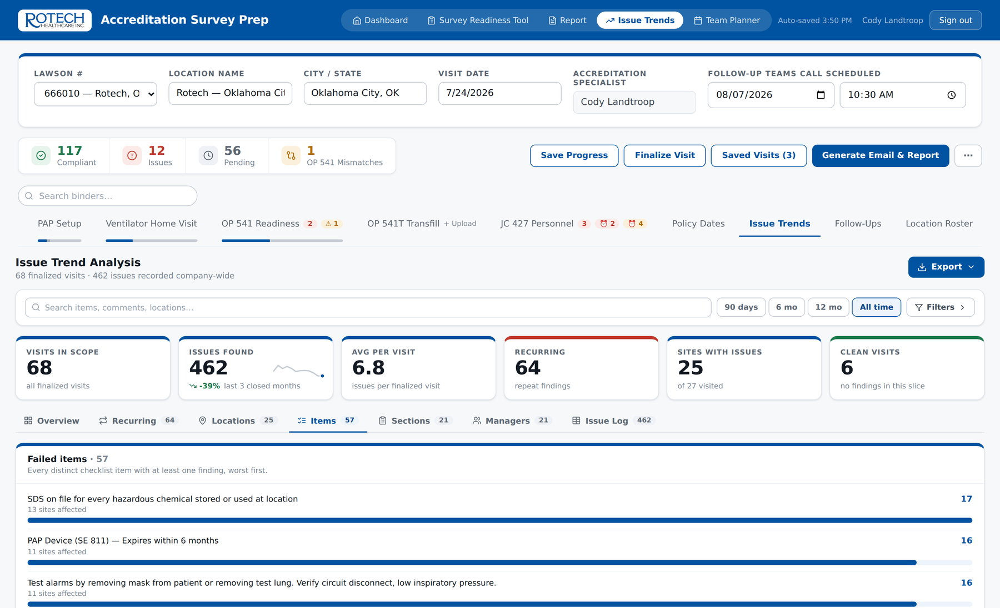 ROTECH
HEALTHCARE INC.
Accreditation Survey Prep
Dashboard
Survey Readiness Tool
Report
Issue Trends
Team Planner
Auto-saved 3:50 PM
Cody Landtroop
Sign out
LAWSON #
666010 — Rotech, O
LOCATION NAME
Rotech — Oklahoma Cit
CITY / STATE
Oklahoma City, OK
VISIT DATE
7/24/2026
ACCREDITATION
SPECIALIST
Cody Landtroop
FOLLOW-UP TEAMS CALL SCHEDULED
08/07/2026
10:30 AM
117
Compliant
12
Issues
56
Pending
1
OP 541 Mismatches
Save Progress
Finalize Visit
Saved Visits (3)
Generate Email & Report
...
Search binders...
PAP Setup
Ventilator Home Visit
OP 541 Readiness 2 ⚠ 1
OP 541T Transfill + Upload
JC 427 Personnel 3 ⏰ 2 ⏰ 4
Policy Dates
Issue Trends
Follow-Ups
Location Roster
Issue Trend Analysis
68 finalized visits · 462 issues recorded company-wide
Export
Search items, comments, locations...
90 days
6 mo
12 mo
All time
Filters
VISITS IN SCOPE
68
all finalized visits
ISSUES FOUND
462
-39% last 3 closed months
AVG PER VISIT
6.8
issues per finalized visit
RECURRING
64
repeat findings
SITES WITH ISSUES
25
of 27 visited
CLEAN VISITS
6
no findings in this slice
Overview
Recurring 64
Locations 25
Items 57
Sections 21
Managers 21
Issue Log 462
Failed items · 57
Every distinct checklist item with at least one finding, worst first.
SDS on file for every hazardous chemical stored or used at location 17
13 sites affected
PAP Device (SE 811) — Expires within 6 months 16
11 sites affected
Test alarms by removing mask from patient or removing test lung. Verify circuit disconnect, low inspiratory pressure. 16
11 sites affected